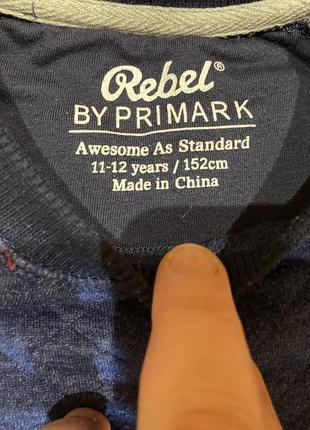 Rebel®
BY PRIMARK
Awesome As Standard
11-12 years / 152cm
Made in China